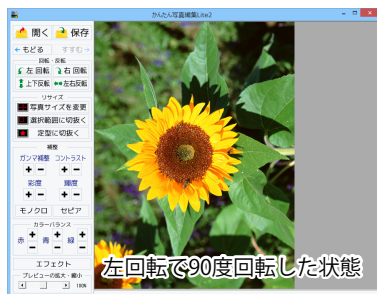 かんたん写真編集Lite2
開く 保存
もどる すすむ
回転・反転
左 回転 右 回転
上下反転 左右反転
リサイズ
写真サイズを変更
選択範囲に切抜く
定型に切抜く
補整
ガンマ補整 コントラスト
+ − + −
彩度 輝度
+ − + −
モノクロ セピア
カラーバランス
赤 + − 青 + − 緑 + −
エフェクト
プレビューの拡大・縮小
100%
左回転で90度回転した状態